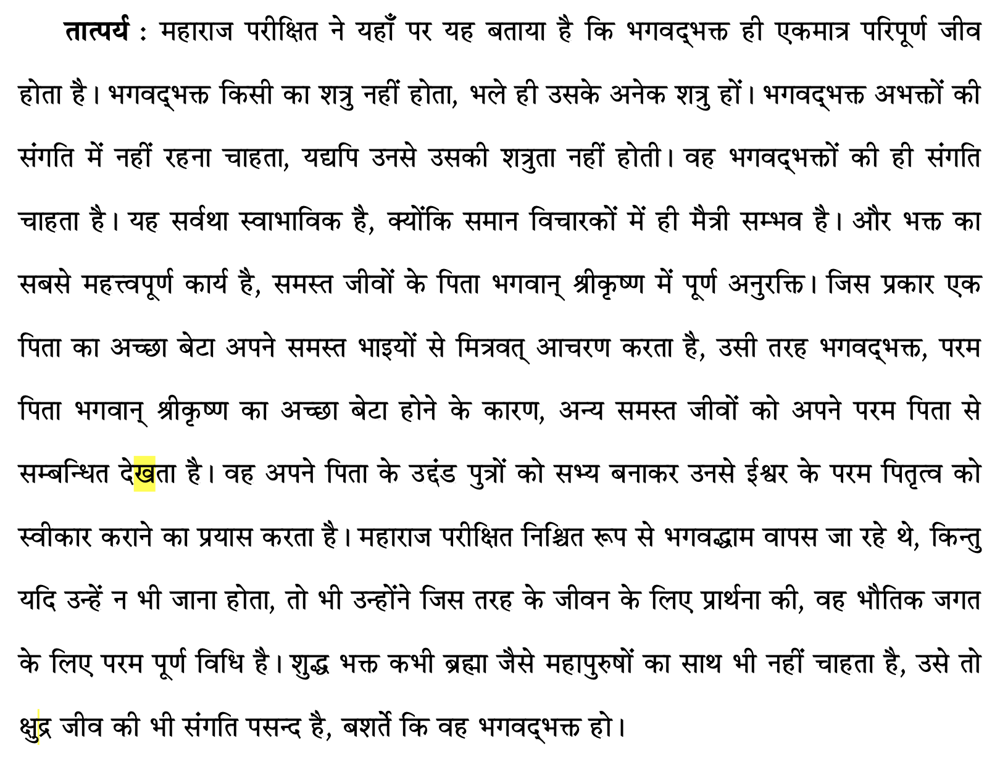 तात्पर्य : महाराज परीक्षित ने यहाँ पर यह बताया है कि भगवद्‌भक्त ही एकमात्र परिपूर्ण जीव
होता है। भगवद्‌भक्त किसी का शत्रु नहीं होता, भले ही उसके अनेक शत्रु हों। भगवद्‌भक्त अभक्तों की
संगति में नहीं रहना चाहता, यद्यपि उनसे उसकी शत्रुता नहीं होती। वह भगवद्‌भक्तों की ही संगति
चाहता है। यह सर्वथा स्वाभाविक है, क्योंकि समान विचारकों में ही मैत्री सम्भव है। और भक्त का
सबसे महत्त्वपूर्ण कार्य है, समस्त जीवों के पिता भगवान् श्रीकृष्ण में पूर्ण अनुरक्ति। जिस प्रकार एक
पिता का अच्छा बेटा अपने समस्त भाइयों से मित्रवत् आचरण करता है, उसी तरह भगवद्‌भक्त, परम
पिता भगवान् श्रीकृष्ण का अच्छा बेटा होने के कारण, अन्य समस्त जीवों को अपने परम पिता से
सम्बन्धित देखता है। वह अपने पिता के उद्दंड पुत्रों को सभ्य बनाकर उनसे ईश्वर के परम पितृत्व को
स्वीकार कराने का प्रयास करता है। महाराज परीक्षित निश्चित रूप से भगवद्धाम वापस जा रहे थे, किन्तु
यदि उन्हें न भी जाना होता, तो भी उन्होंने जिस तरह के जीवन के लिए प्रार्थना की, वह भौतिक जगत
के लिए परम पूर्ण विधि है। शुद्ध भक्त कभी ब्रह्मा जैसे महापुरुषों का साथ भी नहीं चाहता है, उसे तो
क्षुद्र जीव की भी संगति पसन्द है, बशर्ते कि वह भगवद्‌भक्त हो।